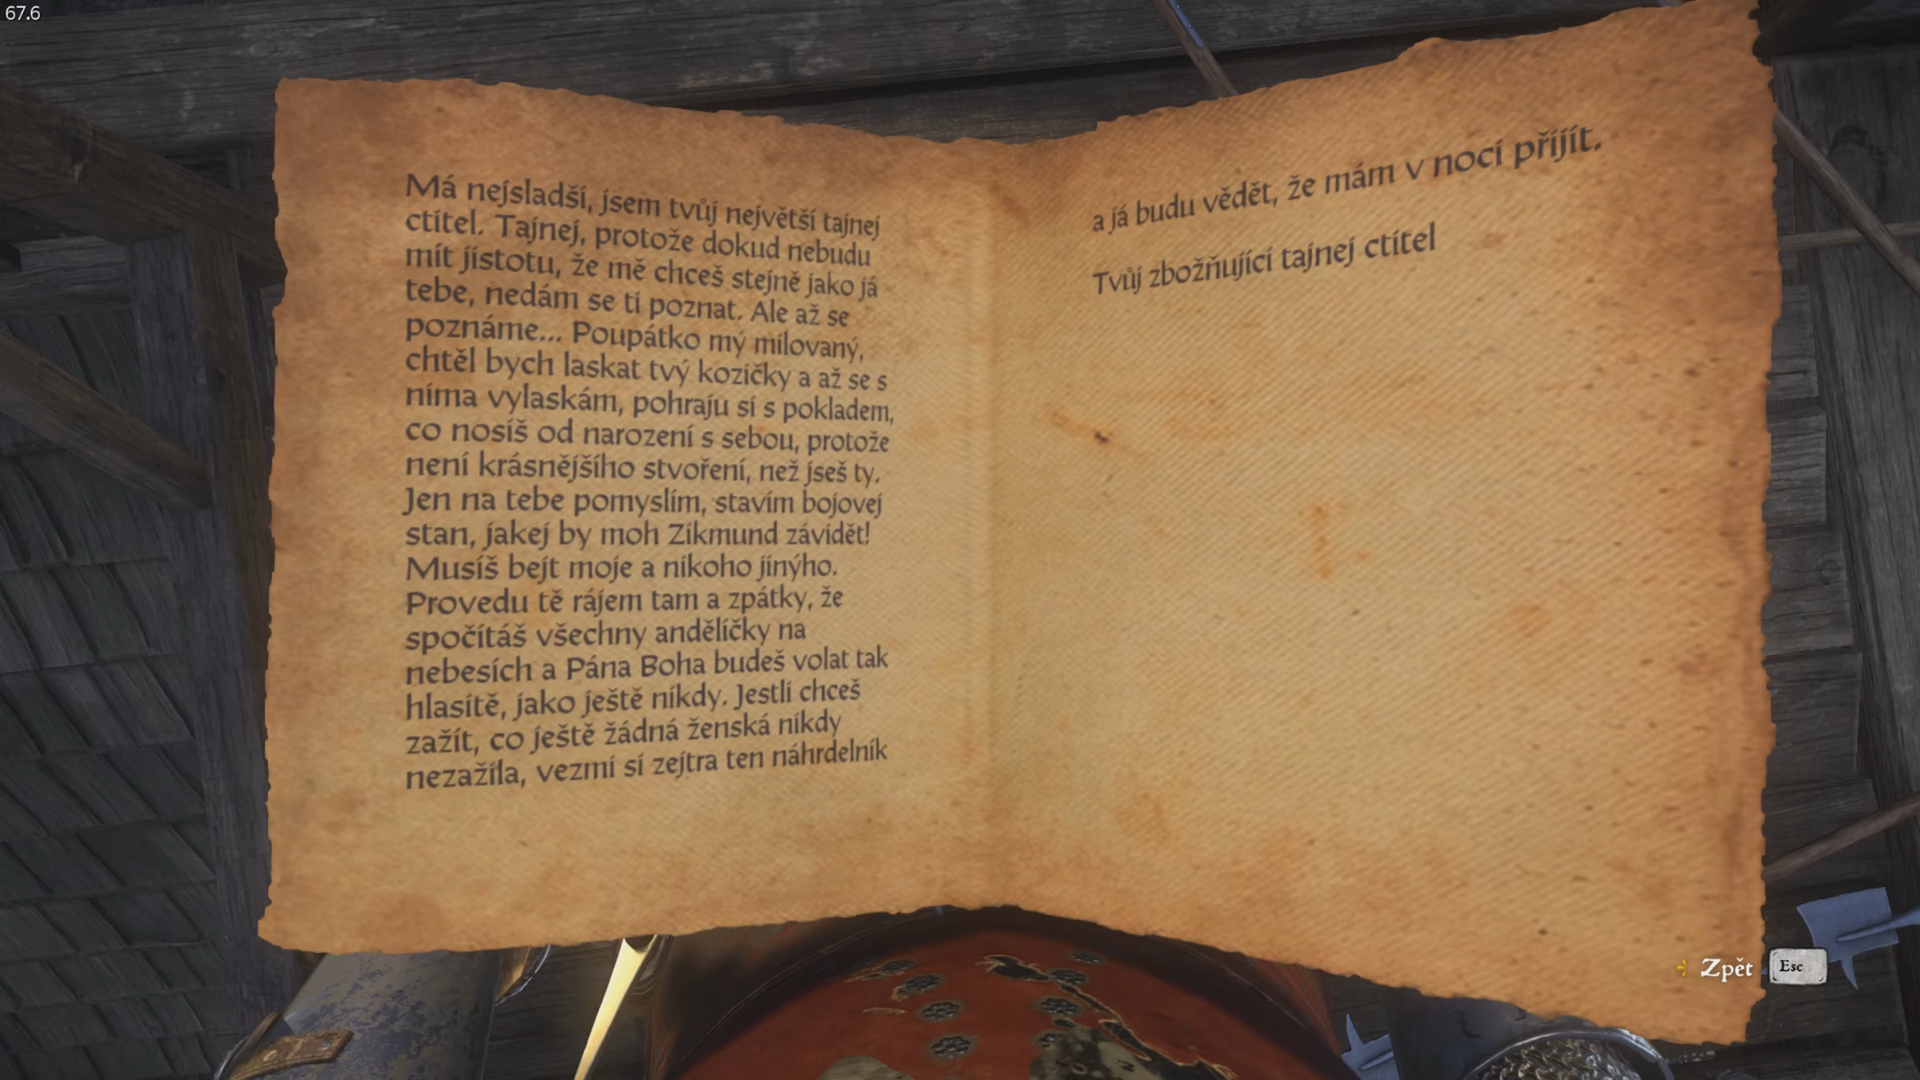 67.6
Má nejsladší, jsem tvůj největší tajnej
ctitel. Tajnej, protože dokud nebudu
mít jistotu, že mě chceš stejně jako já
tebe, nedám se ti poznat. Ale až se
poznáme... Poupátko mý milovaný,
chtěl bych laskat tvý kozičky a až se s
nima vylaskám, pohraju si s pokladem,
co nosíš od narození s sebou, protože
není krásnějšího stvoření, než jseš ty.
Jen na tebe pomyslím, stavím bojovej
stan, jakej by moh Zikmund závidět!
Musíš bejt moje a nikoho jinýho.
Provedu tě rájem tam a zpátky, že
spočítáš všechny andělíčky na
nebesích a Pána Boha budeš volat tak
hlasitě, jako ještě nikdy. Jestli chceš
zažít, co ještě žádná ženská nikdy
nezažila, vezmi si zejtra ten náhrdelník
a já budu vědět, že mám v noci přijít.
Tvůj zbožňující tajnej ctitel
Zpět Esc